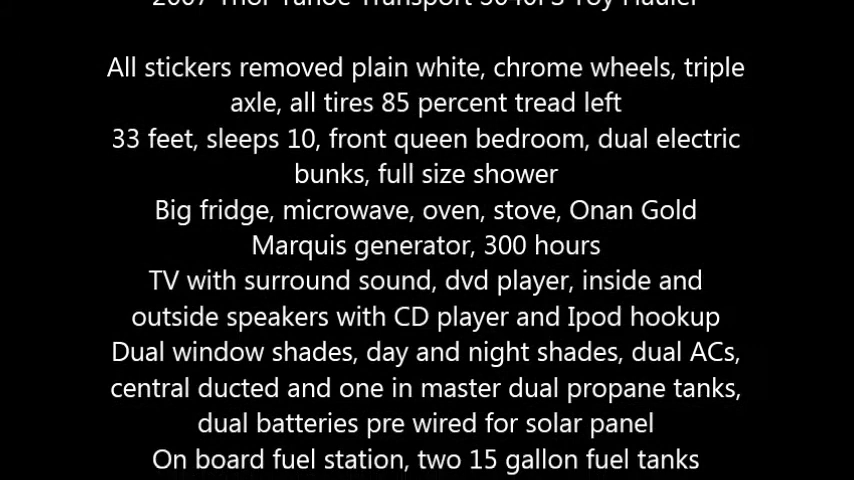 2007 Thor Tahoe Transport Toy Hauler
All stickers removed plain white, chrome wheels, triple
axle, all tires 85 percent tread left
33 feet, sleeps 10, front queen bedroom, dual electric
bunks, full size shower
Big fridge, microwave, oven, stove, Onan Gold
Marquis generator, 300 hours
TV with surround sound, dvd player, inside and
outside speakers with CD player and Ipod hookup
Dual window shades, day and night shades, dual ACs,
central ducted and one in master dual propane tanks,
dual batteries pre wired for solar panel
On board fuel station, two 15 gallon fuel tanks